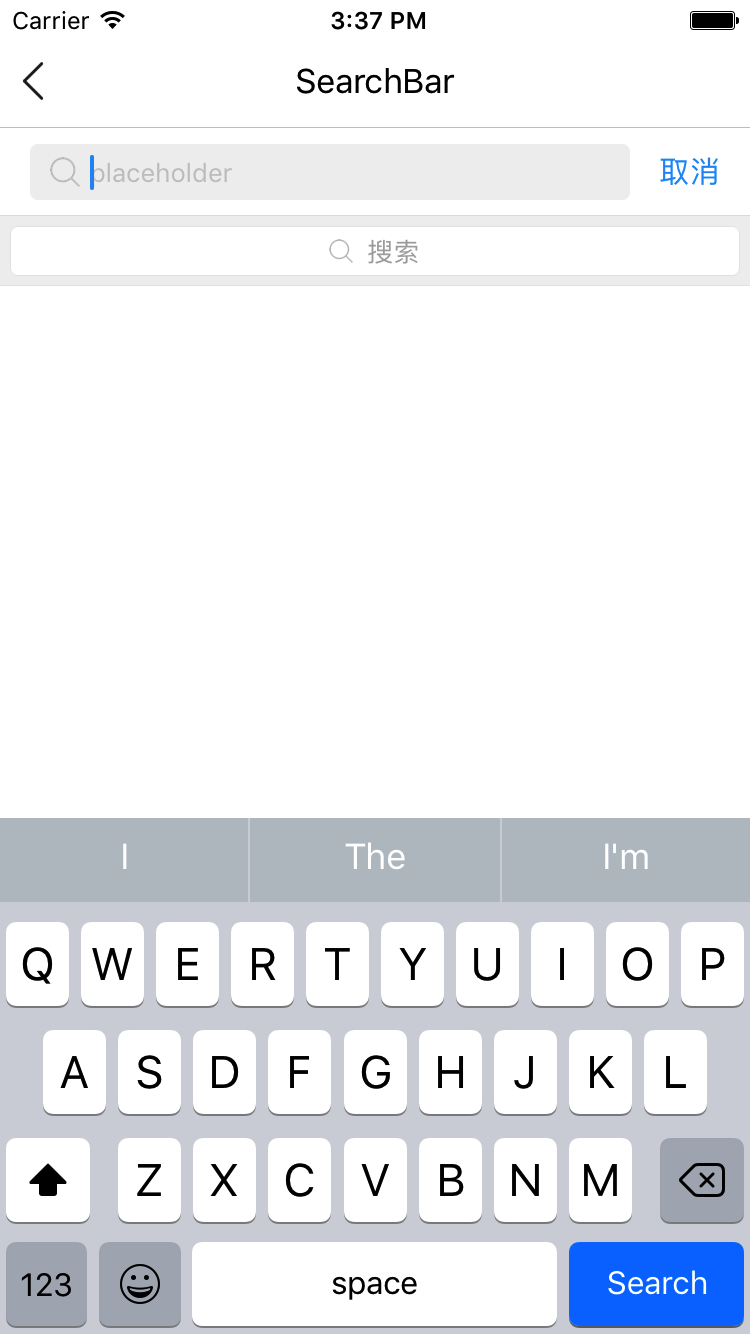 Carrier 3:37 PM
SearchBar
placeholder 取消
搜索
I The I'm
Q W E R T Y U I O P
A S D F G H J K L
Z X C V B N M
123 space Search